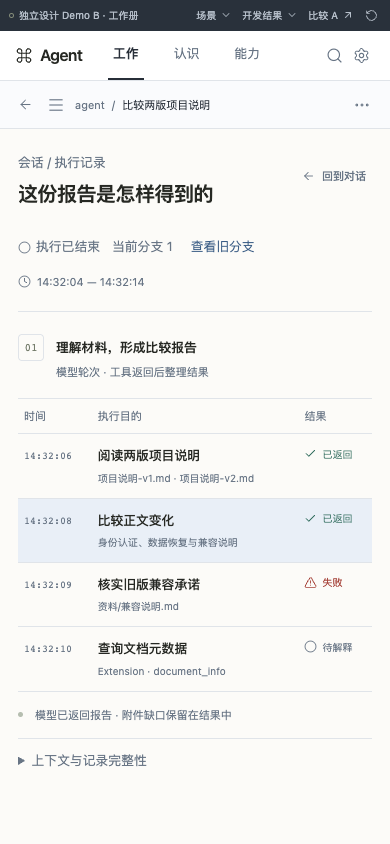 独立设计 Demo B · 工作册 场景 开发结果 比较 A
Agent 工作 认识 能力
agent / 比较两版项目说明
会话 / 执行记录
回到对话
这份报告是怎样得到的
执行已结束 当前分支 1 查看旧分支
14:32:04 — 14:32:14
01 理解材料，形成比较报告
模型轮次 · 工具返回后整理结果
时间 执行目的 结果
14:32:06 阅读两版项目说明 已返回
项目说明-v1.md · 项目说明-v2.md
14:32:08 比较正文变化 已返回
身份认证、数据恢复与兼容说明
14:32:09 核实旧版兼容承诺 失败
资料/兼容说明.md
14:32:10 查询文档元数据 待解释
Extension · document_info
模型已返回报告 · 附件缺口保留在结果中
上下文与记录完整性